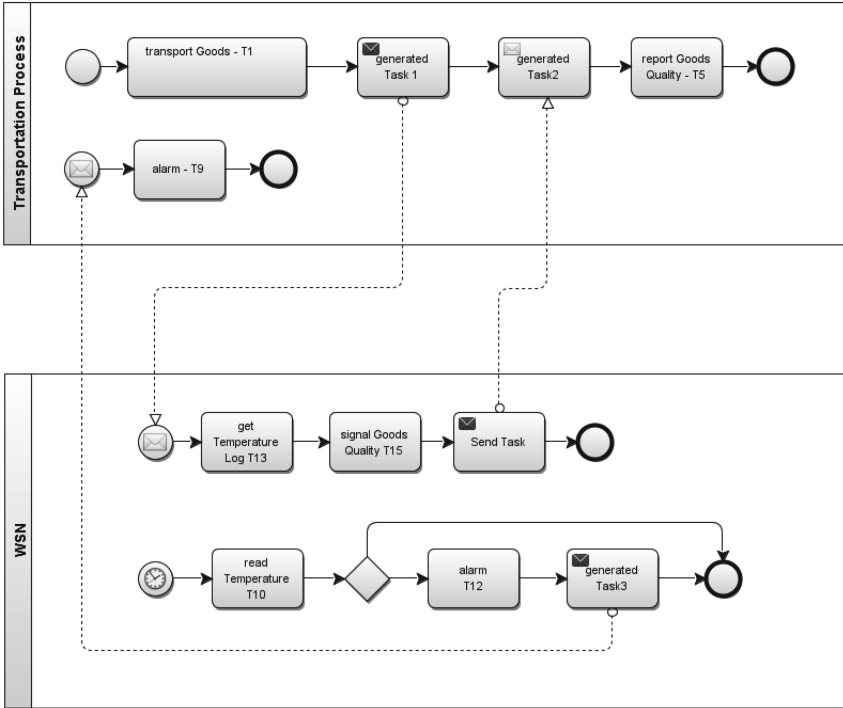 Transportation Process
transport Goods - T1
generated
Task 1
generated
Task2
report Goods
Quality - T5
alarm - T9
WSN
get
Temperature
Log T13
signal Goods
Quality T15
Send Task
read
Temperature
T10
alarm
T12
generated
Task3